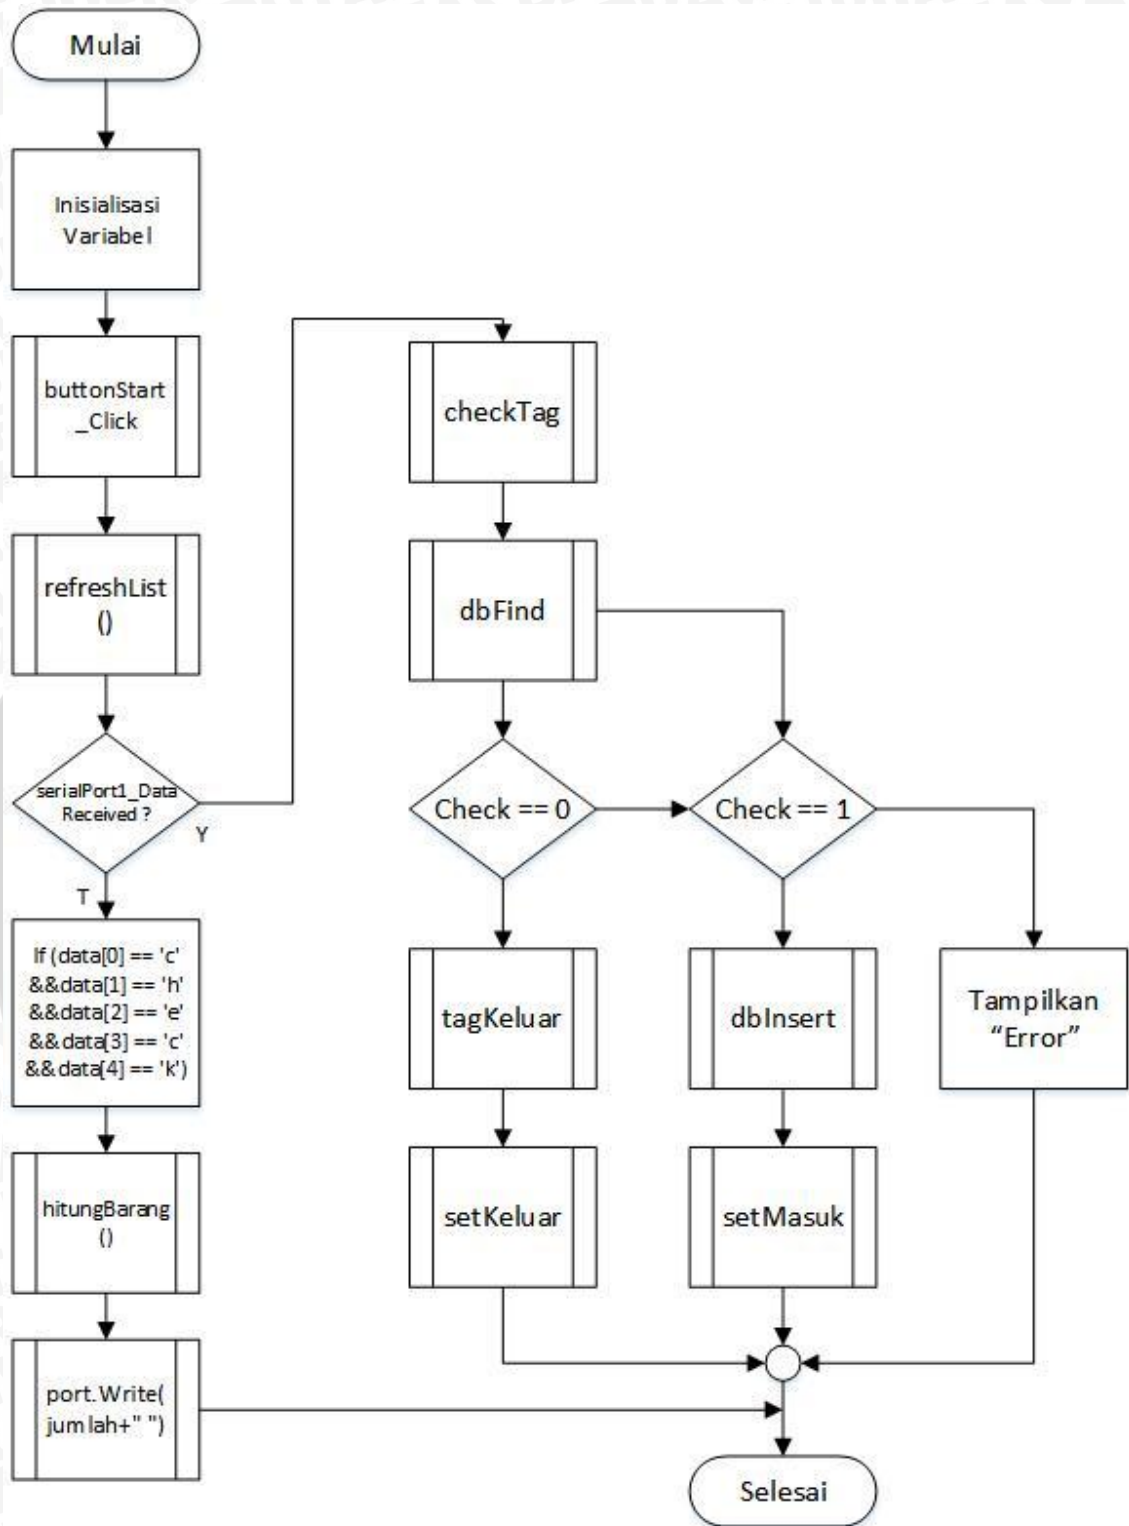 Mulai
Inisialisasi
Variabel
buttonStart
_Click
refreshList
()
serialPort1_Data
Received ?
Y
T
If (data[0] == 'c'
&&data[1] == 'h'
&&data[2] == 'e'
&&data[3] == 'c'
&&data[4] == 'k')
hitungBarang
()
port.Write(
jumlah+" ")
checkTag
dbFind
Check == 0
Check == 1
tagKeluar
dbInsert
Tampilkan
“Error”
setKeluar
setMasuk
Selesai